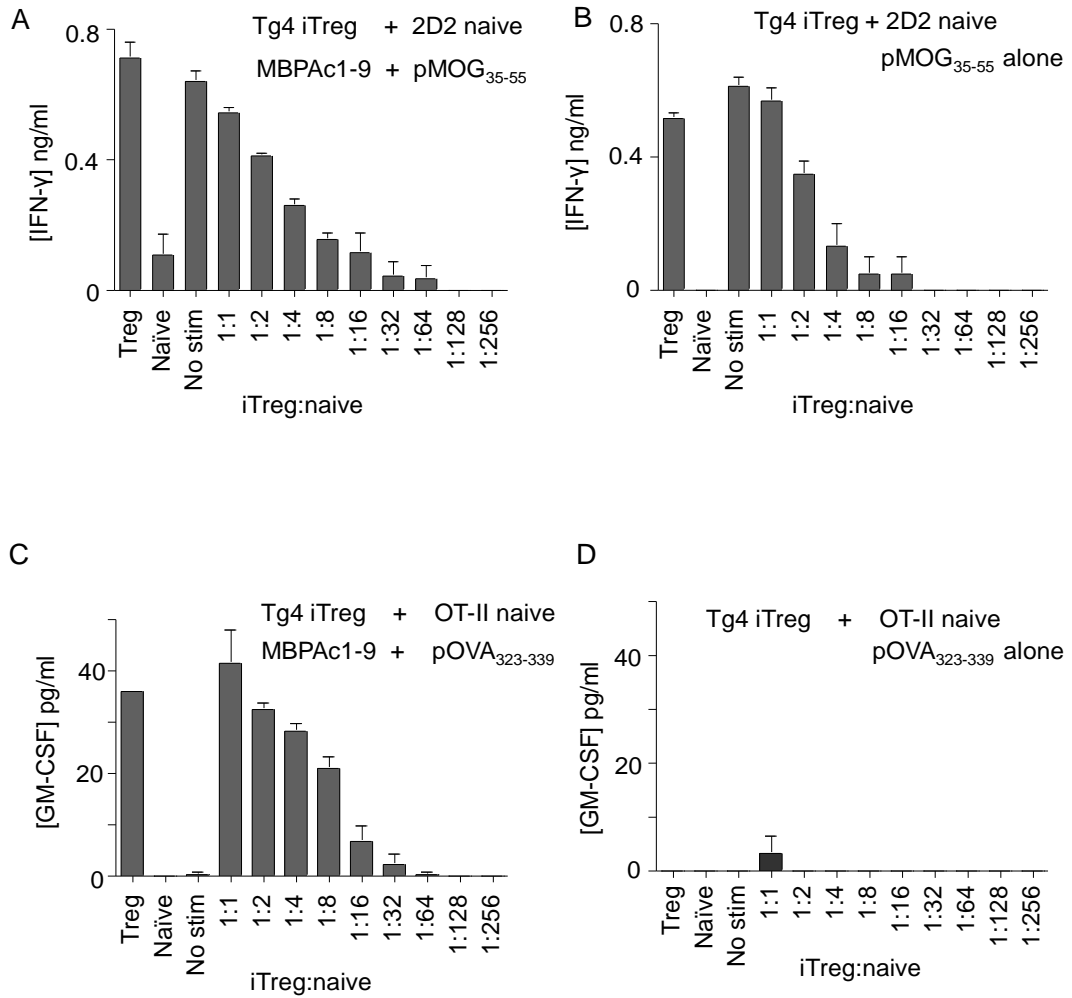 A
Tg4 iTreg + 2D2 naive
MBPAc1-9 + pMOG35-55
[IFN-γ] ng/ml
0.8
0.4
0
Treg
Naïve
No stim
1:1
1:2
1:4
1:8
1:16
1:32
1:64
1:128
1:256
iTreg:naive
B
Tg4 iTreg + 2D2 naive
pMOG35-55 alone
[IFN-γ] ng/ml
0.8
0.4
0
Treg
Naïve
No stim
1:1
1:2
1:4
1:8
1:16
1:32
1:64
1:128
1:256
iTreg:naive
C
Tg4 iTreg + OT-II naive
MBPAc1-9 + pOVA323-339
[GM-CSF] pg/ml
40
20
0
Treg
Naïve
No stim
1:1
1:2
1:4
1:8
1:16
1:32
1:64
1:128
1:256
iTreg:naive
D
Tg4 iTreg + OT-II naive
pOVA323-339 alone
[GM-CSF] pg/ml
40
20
0
Treg
Naïve
No stim
1:1
1:2
1:4
1:8
1:16
1:32
1:64
1:128
1:256
iTreg:naive